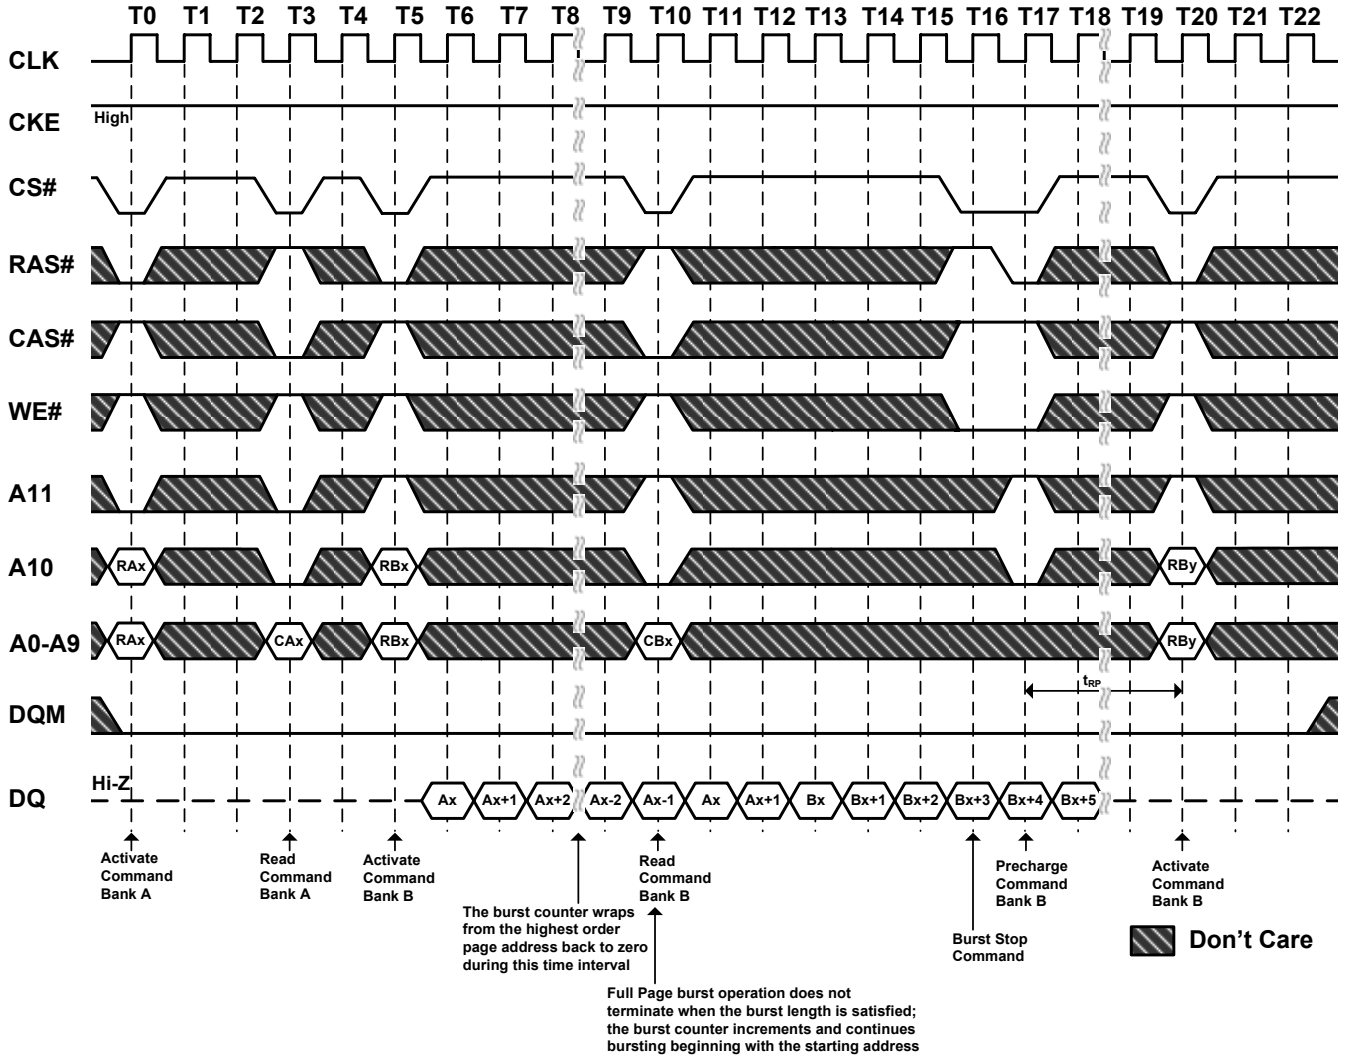 T0 T1 T2 T3 T4 T5 T6 T7 T8 T9 T10 T11 T12 T13 T14 T15 T16 T17 T18 T19 T20 T21 T22
CLK
CKE High
CS#
RAS#
CAS#
WE#
A11
A10 RAx RBx RBy
A0-A9 RAx CAx RBx CBx RBy
tRP
DQM
Hi-Z
DQ Ax Ax+1 Ax+2 Ax-2 Ax-1 Ax Ax+1 Bx Bx+1 Bx+2 Bx+3 Bx+4 Bx+5
Activate
Command
Bank A
Read
Command
Bank A
Activate
Command
Bank B
The burst counter wraps
from the highest order
page address back to zero
during this time interval
Read
Command
Bank B
Full Page burst operation does not
terminate when the burst length is satisfied;
the burst counter increments and continues
bursting beginning with the starting address
Burst Stop
Command
Precharge
Command
Bank B
Activate
Command
Bank B
Don't Care